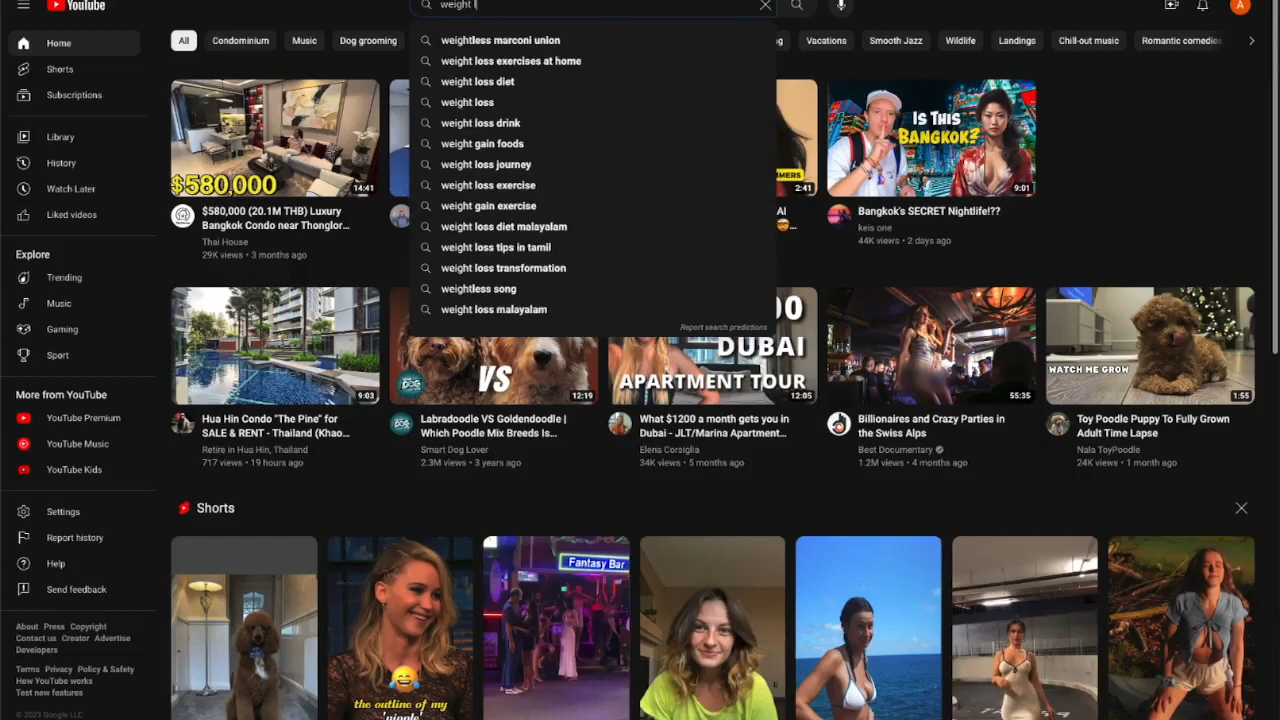 YouTube
weight l
A
All
Condominium
Music
Dog grooming
Vacations
Smooth Jazz
Wildlife
Landings
Chill-out music
Romantic comedies
Home
Shorts
Subscriptions
Library
History
Watch Later
Liked videos
Explore
Trending
Music
Gaming
Sport
More from YouTube
YouTube Premium
YouTube Music
YouTube Kids
Settings
Report history
Help
Send feedback
About Press Copyright
Contact us Creator Advertise
Developers
Terms Privacy Policy & Safety
How YouTube works
Test new features
© 2023 Google LLC
weightless marconi union
weight loss exercises at home
weight loss diet
weight loss
weight loss drink
weight gain foods
weight loss journey
weight loss exercise
weight gain exercise
weight loss diet malayalam
weight loss tips in tamil
weight loss transformation
weightless song
weight loss malayalam
Report search predictions
$580,000
14:41
$580,000 (20.1M THB) Luxury
Bangkok Condo near Thonglor...
Thai House
29K views • 3 months ago
2:41
AI
IS THIS
BANGKOK?
9:01
Bangkok's SECRET Nightlife!??
keis one
44K views • 2 days ago
9:03
Hua Hin Condo "The Pine" for
SALE & RENT - Thailand (Khao...
Retire in Hua Hin, Thailand
717 views • 19 hours ago
DOG
VS
12:19
Labradoodle VS Goldendoodle |
Which Poodle Mix Breeds Is...
Smart Dog Lover
2.3M views • 3 years ago
DUBAI
APARTMENT TOUR
12:05
What $1200 a month gets you in
Dubai - JLT/Marina Apartment...
Elena Corsiglia
34K views • 5 months ago
55:35
Billionaires and Crazy Parties in
the Swiss Alps
Best Documentary
1.2M views • 4 months ago
WATCH ME GROW
1:55
Toy Poodle Puppy To Fully Grown
Adult Time Lapse
Nala ToyPoodle
24K views • 1 month ago
Shorts
the outline of my
'nipple'
Fantasy Bar